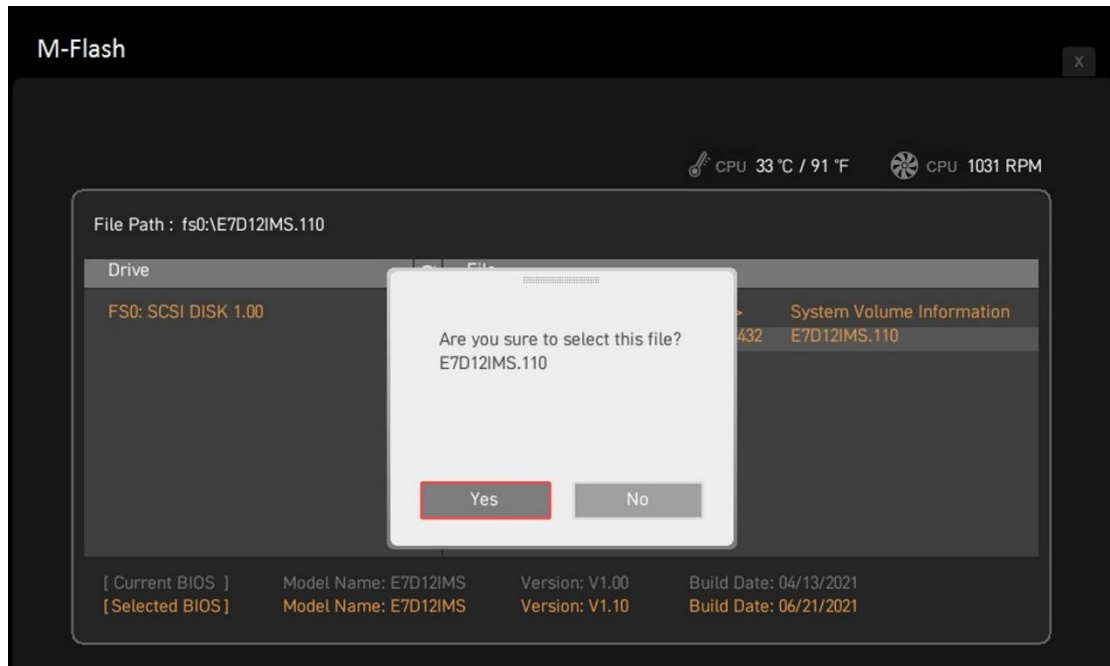 M-Flash
X
CPU 33 °C / 91 °F CPU 1031 RPM
File Path : fs0:\E7D12IMS.110
Drive File
FS0: SCSI DISK 1.00 > System Volume Information
432 E7D12IMS.110
Are you sure to select this file?
E7D12IMS.110
Yes No
[ Current BIOS ] Model Name: E7D12IMS Version: V1.00 Build Date: 04/13/2021
[ Selected BIOS ] Model Name: E7D12IMS Version: V1.10 Build Date: 06/21/2021